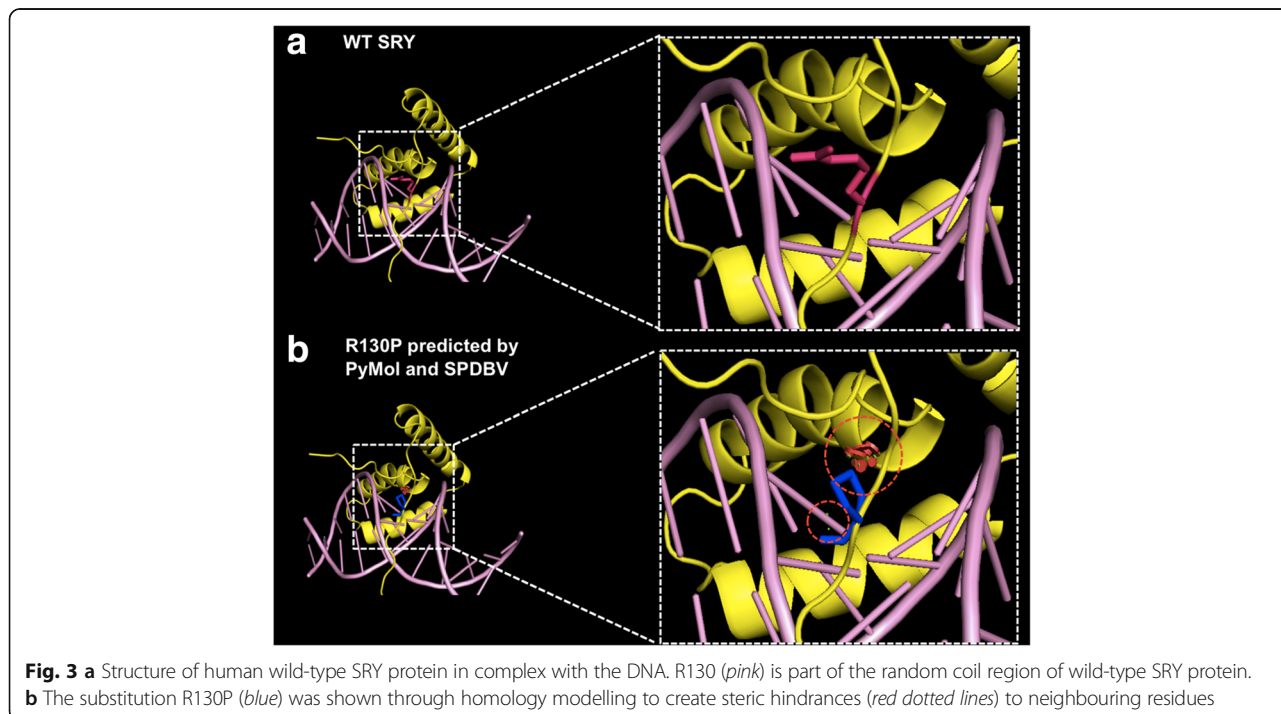 a WT SRY
b R130P predicted by
PyMol and SPDBV
Fig. 3 a Structure of human wild-type SRY protein in complex with the DNA. R130 (pink) is part of the random coil region of wild-type SRY protein.
b The substitution R130P (blue) was shown through homology modelling to create steric hindrances (red dotted lines) to neighbouring residues